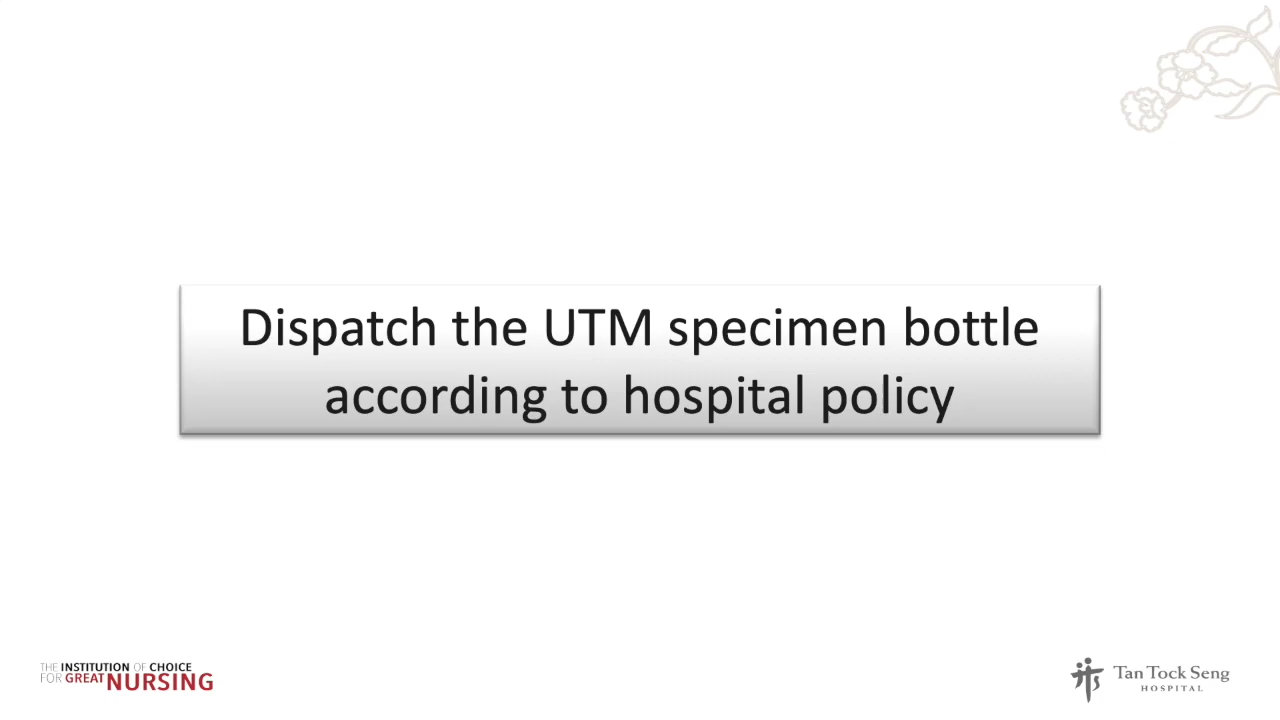 Dispatch the UTM specimen bottle
according to hospital policy
THE INSTITUTION OF CHOICE
FOR GREAT NURSING
Tan Tock Seng
HOSPITAL